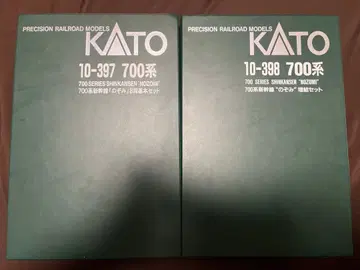 PRECISION RAILROAD MODELS
KATO
10-397 700系
700 SERIES SHINKANSEN "NOZOMI"
700系新幹線「のぞみ」8両基本セット
PRECISION RAILROAD MODELS
KATO
10-398 700系
700 SERIES SHINKANSEN "NOZOMI"
700系新幹線"のぞみ"増結セット